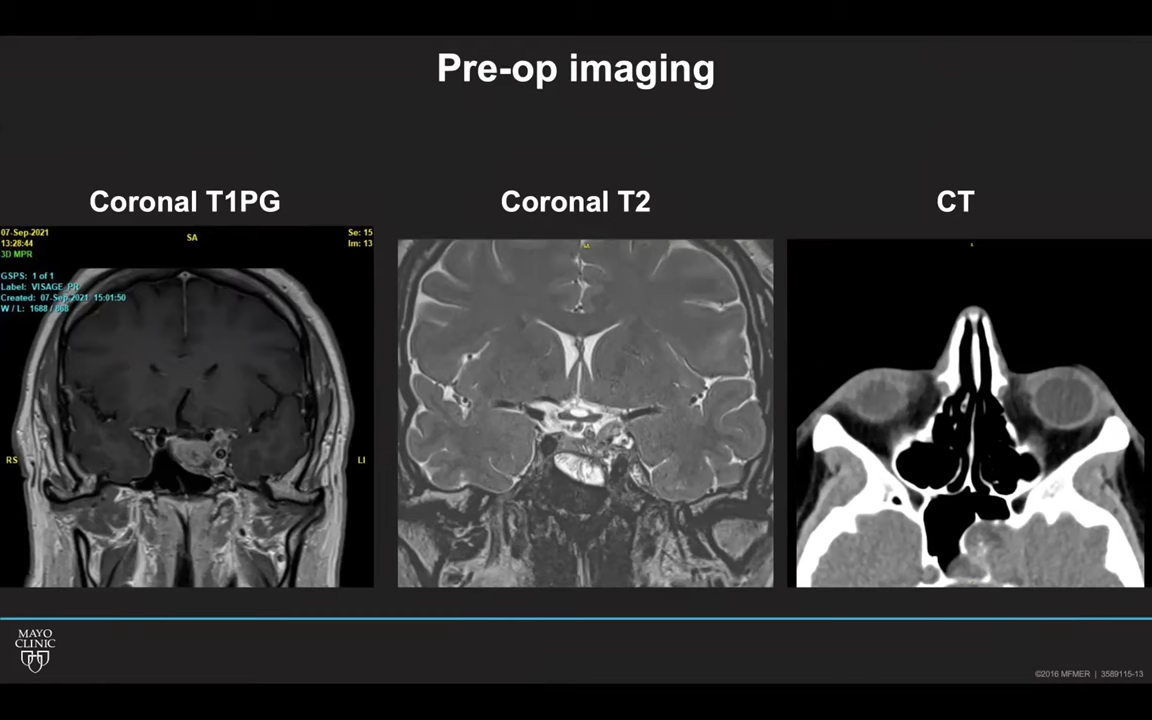 Pre-op imaging
Coronal T1PG
Coronal T2
CT
07-Sep-2021
13:28:44
3D MPR
GSPS: 1 of 1
Label: VISAGE_PR
Created: 07-Sep-2021 15:01:50
W / L: 1688 / 868
SA
Se: 15
Im: 13
RS
LI
MAYO
CLINIC
©2016 MFMER | 3589115-13